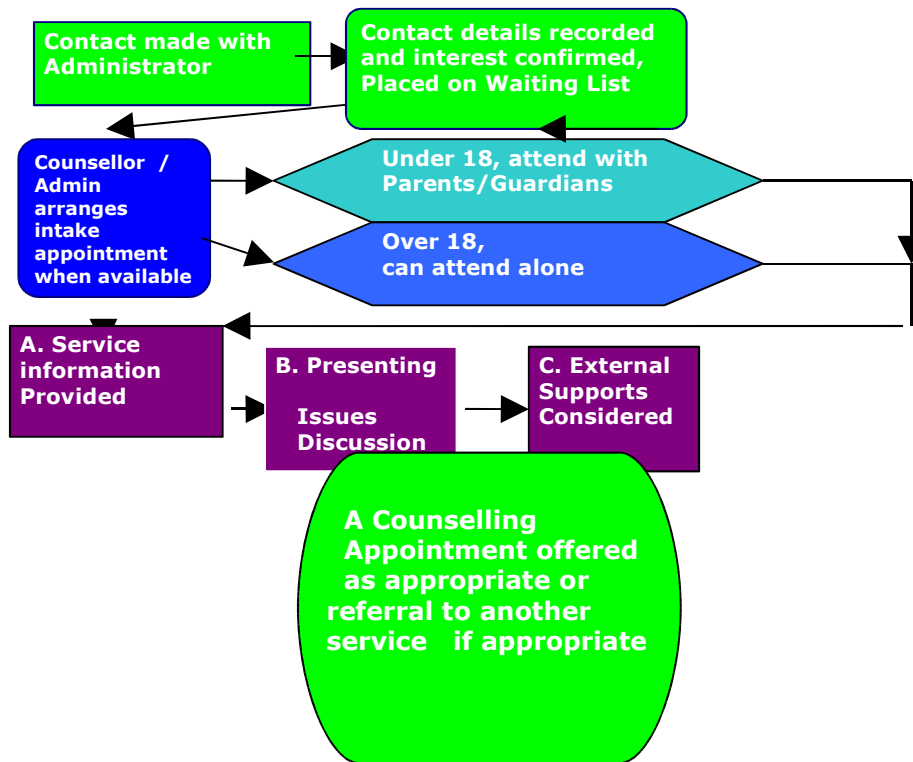 Contact made with
Administrator
Contact details recorded
and interest confirmed,
Placed on Waiting List
Counsellor / 
Admin
arranges
intake
appointment
when available
Under 18, attend with
Parents/Guardians
Over 18,
can attend alone
A. Service
information
Provided
B. Presenting
Issues
Discussion
C. External
Supports
Considered
A Counselling
Appointment offered
as appropriate or
referral to another
service if appropriate